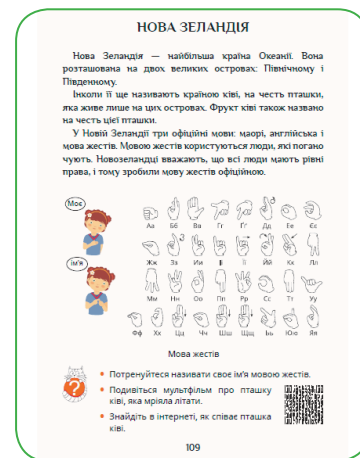 НОВА ЗЕЛАНДІЯ
Нова Зеландія — найбільша країна Океанії. Вона
розташована на двох великих островах: Північному і
Південному.
Інколи її ще називають країною ківі, на честь пташки,
яка живе лише на цих островах. Фрукт ківі також названо
на честь цієї пташки.
У Новій Зеландії три офіційні мови: маорі, англійська і
мова жестів. Мовою жестів користуються люди, які погано
чують. Новозеландці вважають, що всі люди мають рівні
права, і тому зробили мову жестів офіційною.
Моє
Аа Бб Вв Гг Ґґ Дд Ее Єє
Жж Зз Ии Її Йй Кк Лл
ім'я
Мм Нн Оо Пп Рр Сс Тт Уу
Фф Хх Цц Чч Шш Щщ Ьь Юю Яя
Мова жестів
Потренуйтеся називати своє ім'я мовою жестів.
Подивіться мультфільм про пташку
ківі, яка мріяла літати.
Знайдіть в інтернеті, як співає пташка
ківі.
109